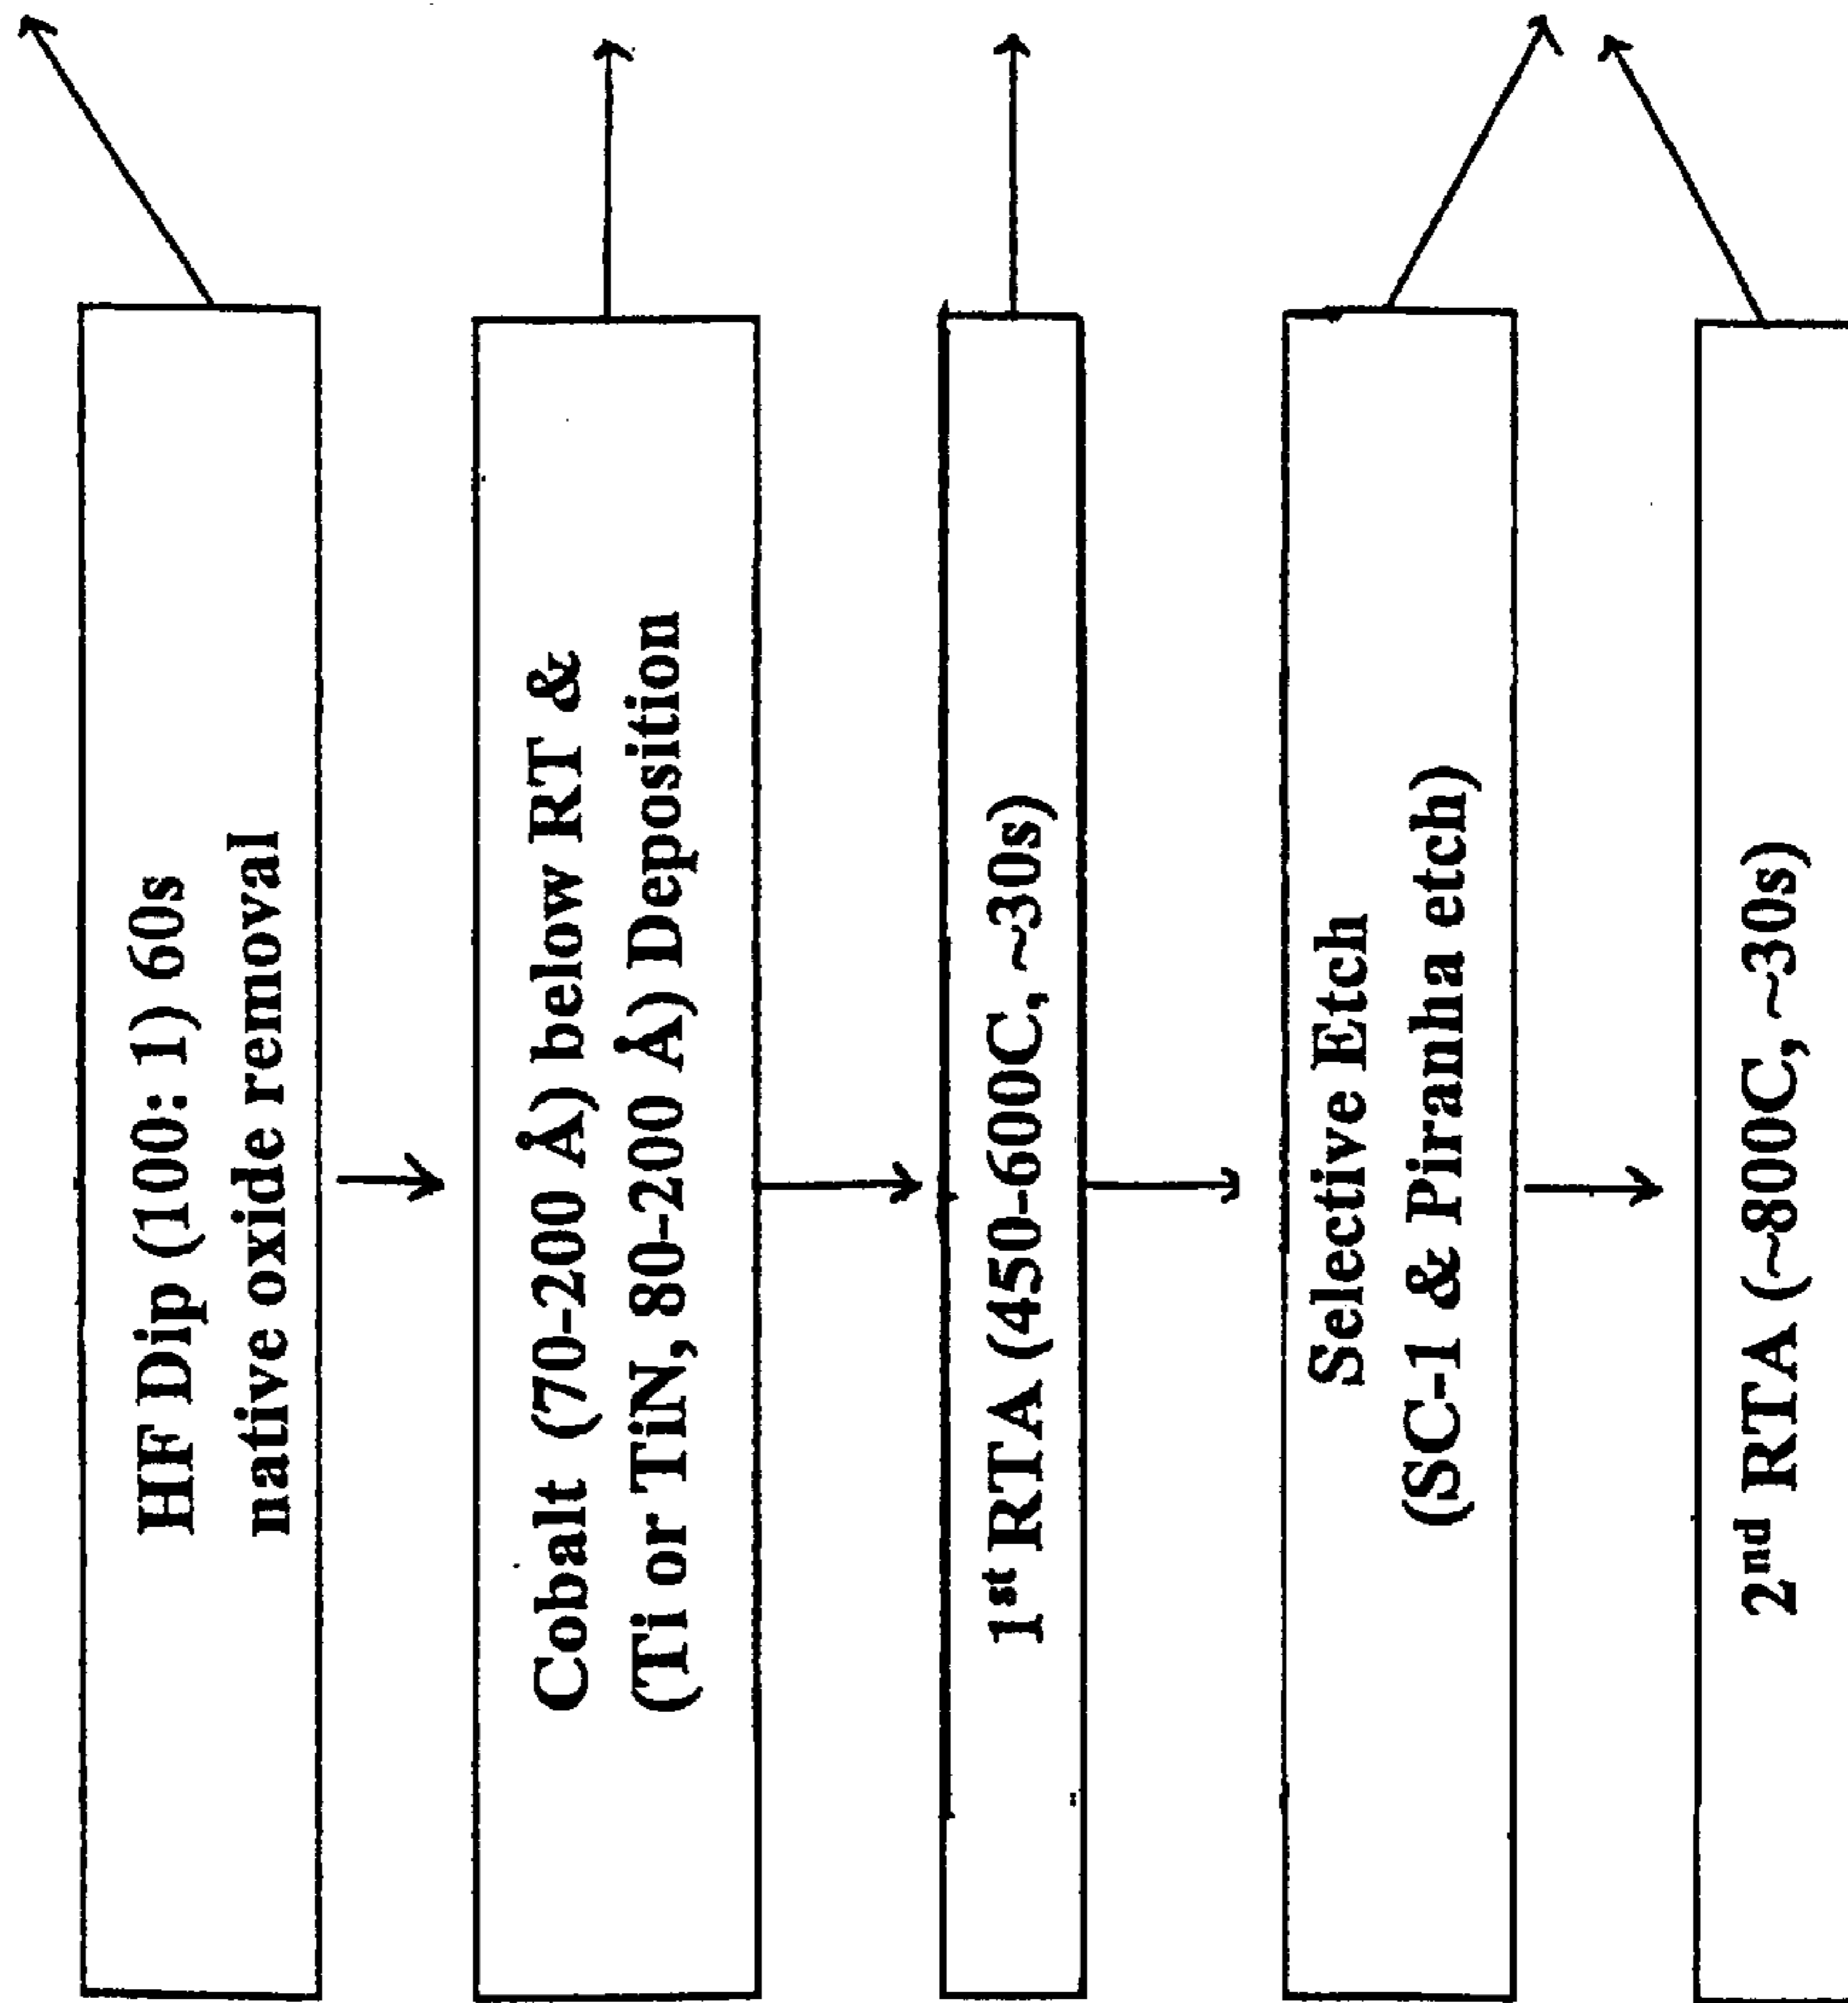 HF Dip (100: 1) 60s
native oxide removal
Cobalt (70-200 Å) below RT &
(Ti or TiN, 80-200 Å) Deposition
1st RTA (450-600C, ~30s)
Selective Etch
(SC-1 & Piranha etch)
2nd RTA (~800C, ~30s)